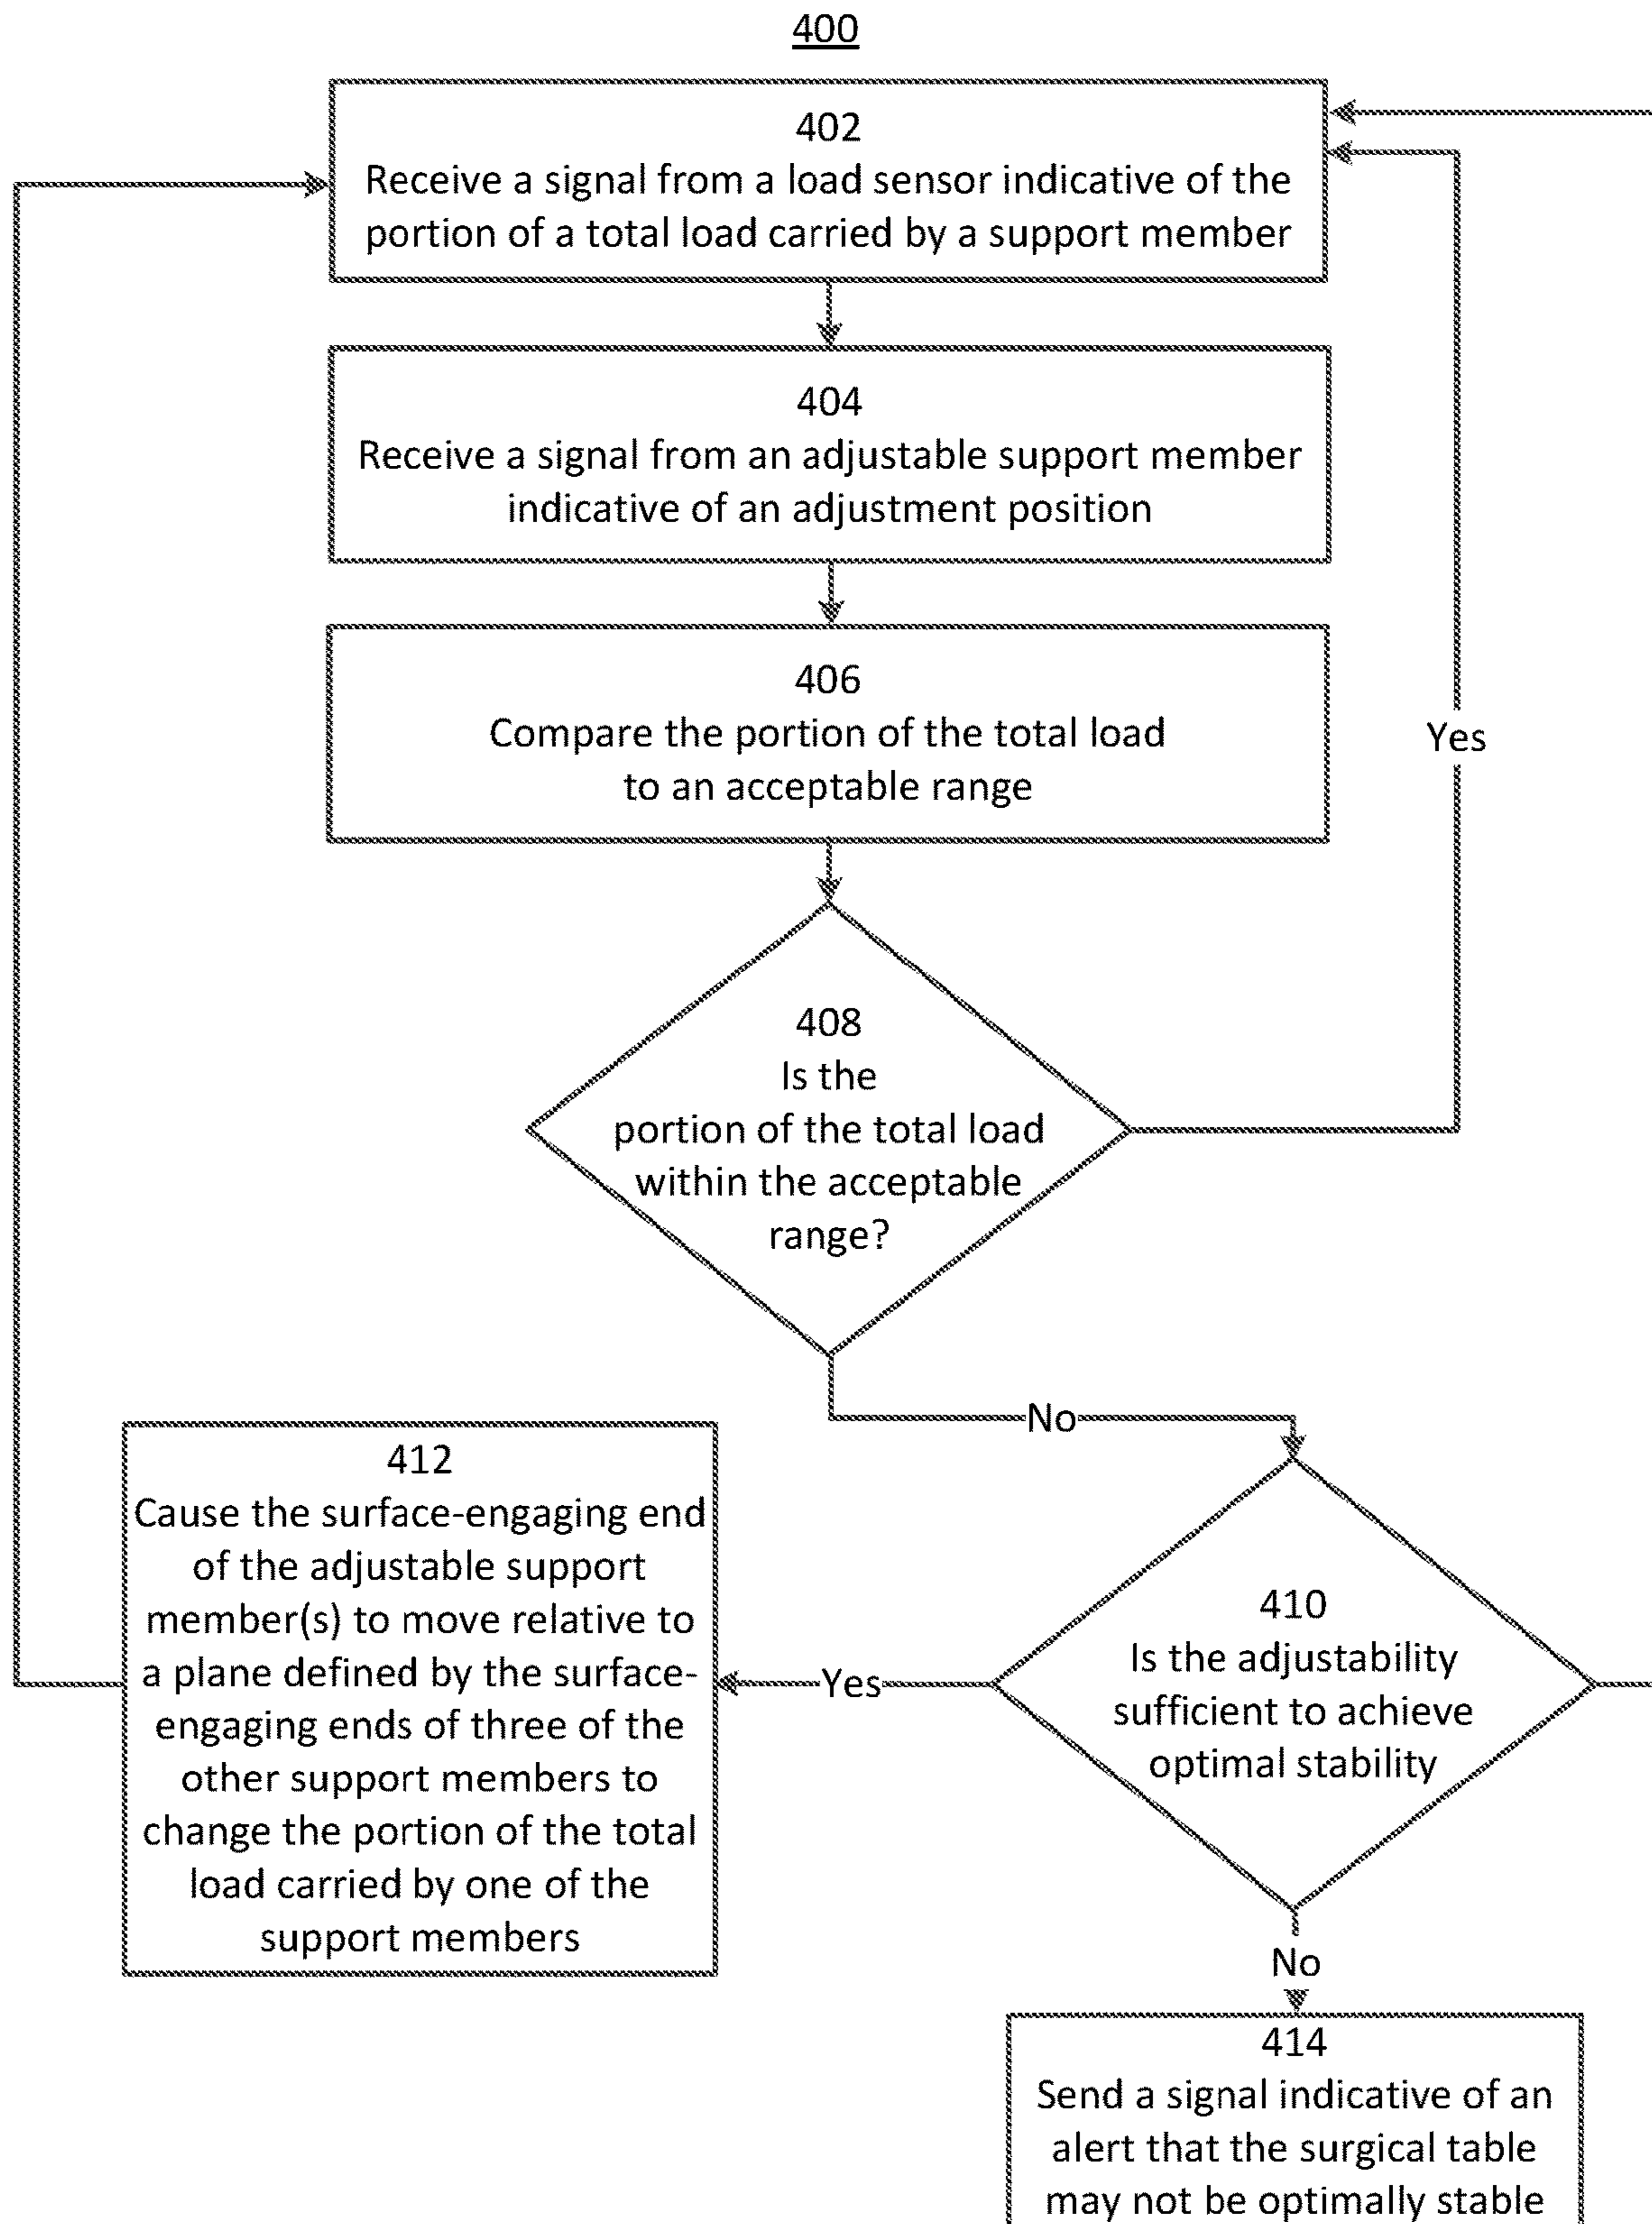 400
402
Receive a signal from a load sensor indicative of the
portion of a total load carried by a support member
404
Receive a signal from an adjustable support member
indicative of an adjustment position
406
Compare the portion of the total load
to an acceptable range
Yes
408
Is the
portion of the total load
within the acceptable
range?
No
412
Cause the surface-engaging end
of the adjustable support
member(s) to move relative to
a plane defined by the surface-
engaging ends of three of the
other support members to
change the portion of the total
load carried by one of the
support members
Yes
410
Is the adjustability
sufficient to achieve
optimal stability
No
414
Send a signal indicative of an
alert that the surgical table
may not be optimally stable